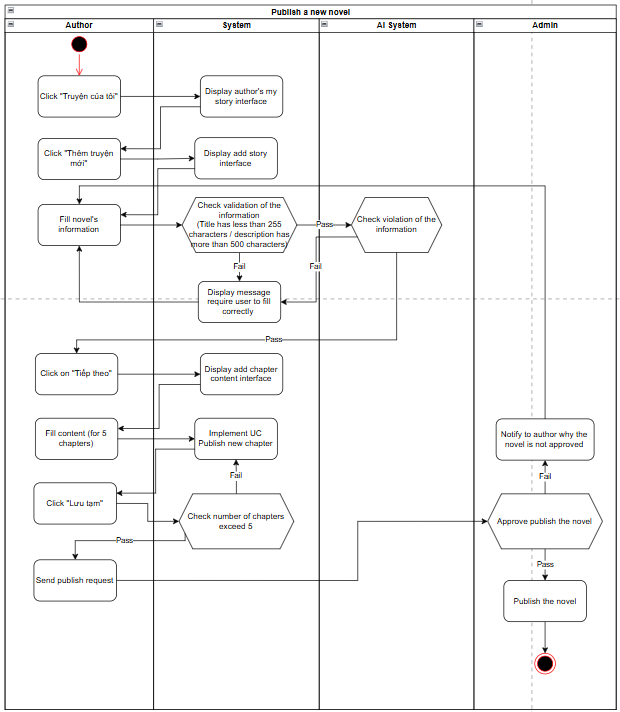 Publish a new novel
Author
System
AI System
Admin
Click "Truyện của tôi"
Display author's my
story interface
Click "Thêm truyện
mới"
Display add story
interface
Fill novel's
information
Check validation of the
information
(Title has less than 255
characters / description has
more than 500 characters)
Pass
Check violation of the
information
Fail
Fail
Display message
require user to fill
correctly
Pass
Click on "Tiếp theo"
Display add chapter
content interface
Fill content (for 5
chapters)
Implement UC
Publish new chapter
Notify to author why the
novel is not approved
Fail
Fail
Click "Lưu tạm"
Check number of chapters
exceed 5
Approve publish the novel
Pass
Pass
Send publish request
Publish the novel